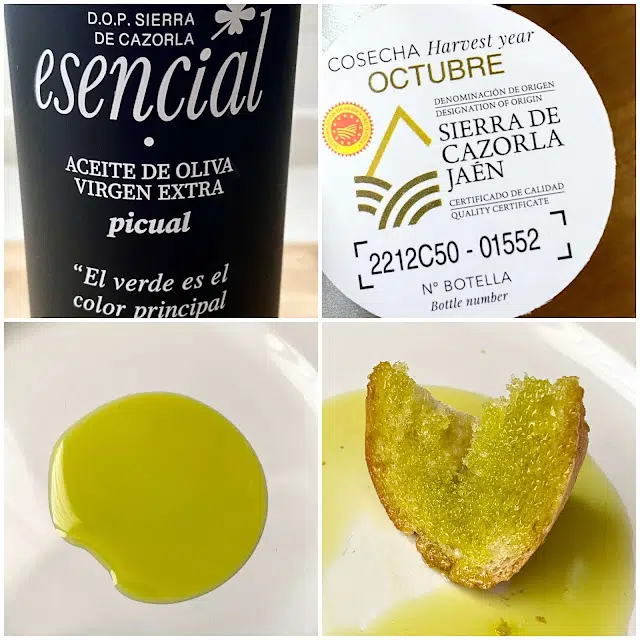 D.O.P. SIERRA
DE CAZORLA
esencial
ACEITE DE OLIVA
VIRGEN EXTRA
picual
“El verde es el
color principal
COSECHA Harvest year
OCTUBRE
DENOMINACIÓN DE ORIGEN
DESIGNATION OF ORIGIN
SIERRA DE
CAZORLA
JAÉN
CERTIFICADO DE CALIDAD
QUALITY CERTIFICATE
2212C50 - 01552
Nº BOTELLA
Bottle number